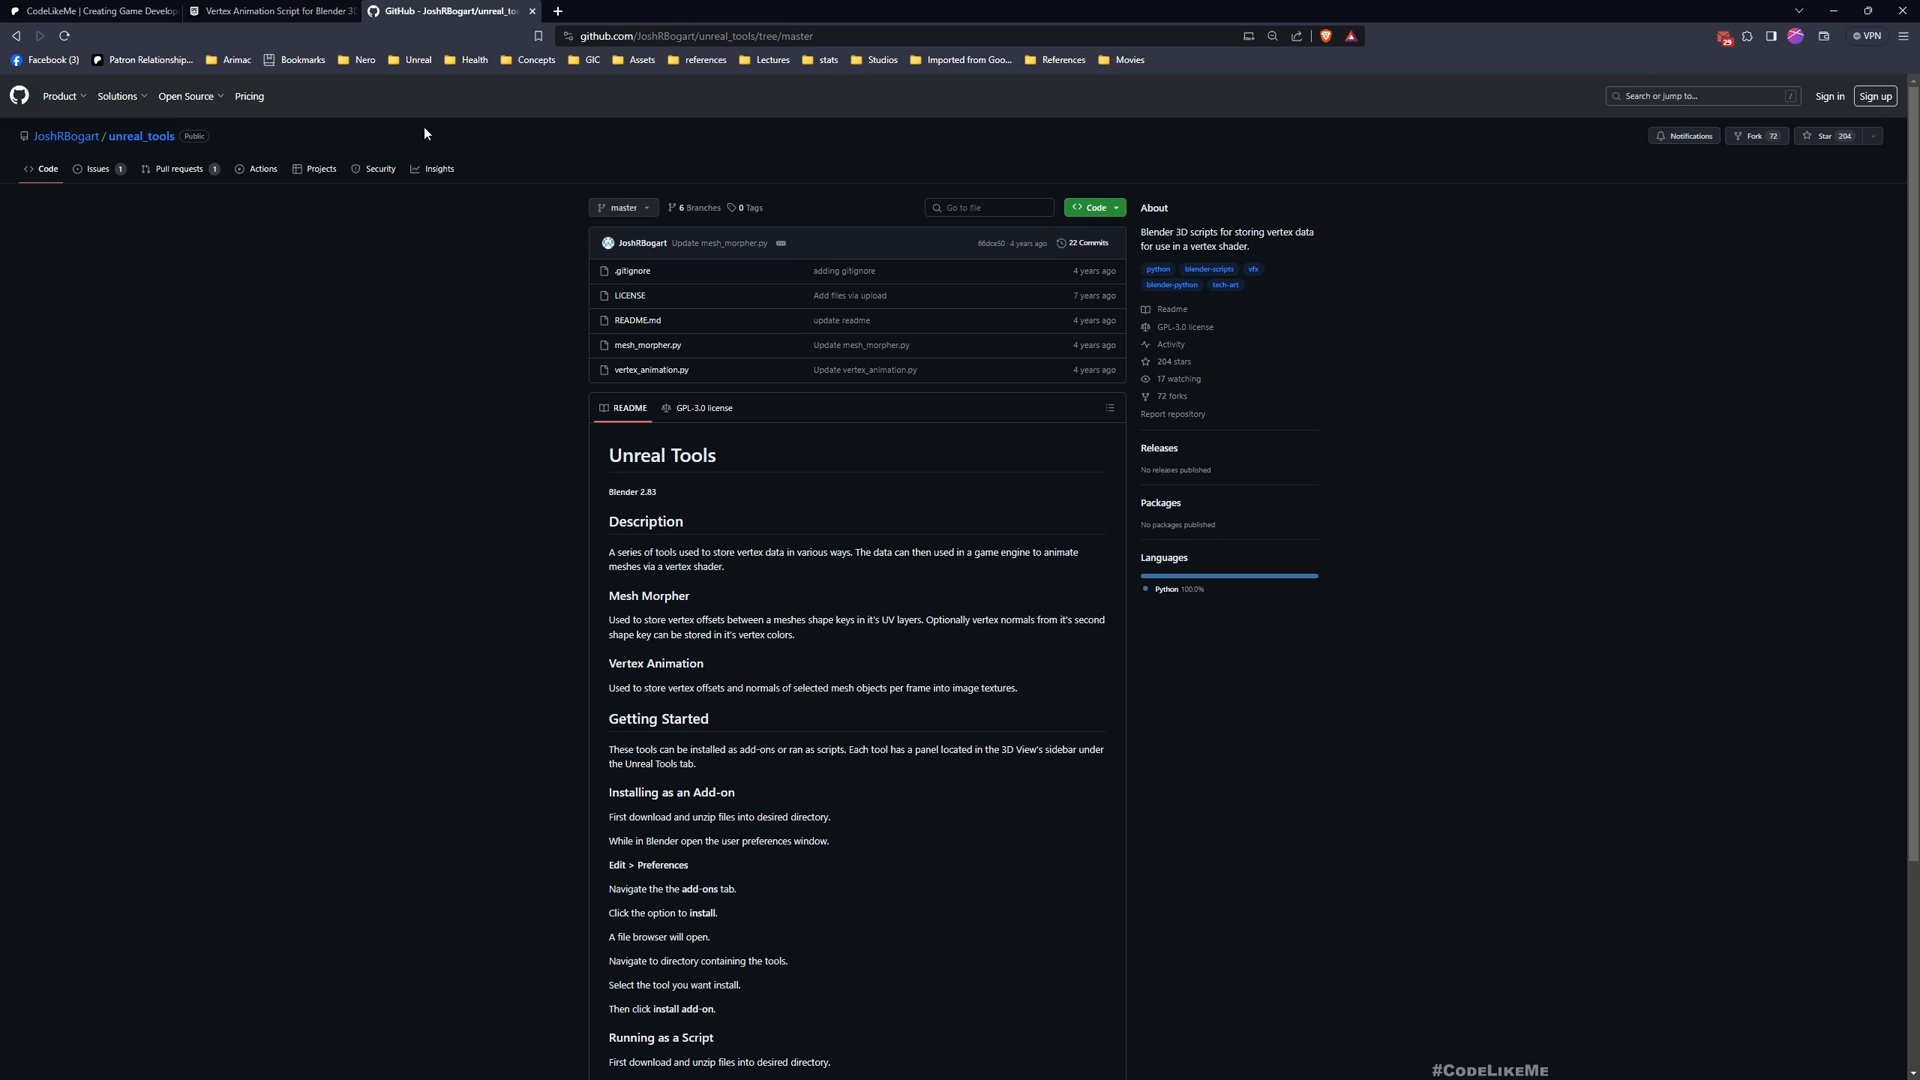 CodeLikeMe | Creating Game Develop
Vertex Animation Script for Blender 3D
GitHub - JoshRBogart/unreal_too
github.com/JoshRBogart/unreal_tools/tree/master
29
VPN
Facebook (3)
Patron Relationship...
Arimac
Bookmarks
Nero
Unreal
Health
Concepts
GIC
Assets
references
Lectures
stats
Studios
Imported from Goo...
References
Movies
Product
Solutions
Open Source
Pricing
Search or jump to...
/
Sign in
Sign up
JoshRBogart / unreal_tools Public
Notifications
Fork 72
Star 204
Code
Issues 1
Pull requests 1
Actions
Projects
Security
Insights
master
6 Branches
0 Tags
Go to file
Code
JoshRBogart Update mesh_morpher.py
66dce50 · 4 years ago
22 Commits
.gitignore adding gitignore 4 years ago
LICENSE Add files via upload 7 years ago
README.md update readme 4 years ago
mesh_morpher.py Update mesh_morpher.py 4 years ago
vertex_animation.py Update vertex_animation.py 4 years ago
README
GPL-3.0 license
Unreal Tools
Blender 2.83
Description
A series of tools used to store vertex data in various ways. The data can then used in a game engine to animate
meshes via a vertex shader.
Mesh Morpher
Used to store vertex offsets between a meshes shape keys in it's UV layers. Optionally vertex normals from it's second
shape key can be stored in it's vertex colors.
Vertex Animation
Used to store vertex offsets and normals of selected mesh objects per frame into image textures.
Getting Started
These tools can be installed as add-ons or ran as scripts. Each tool has a panel located in the 3D View's sidebar under
the Unreal Tools tab.
Installing as an Add-on
First download and unzip files into desired directory.
While in Blender open the user preferences window.
Edit > Preferences
Navigate the the add-ons tab.
Click the option to install.
A file browser will open.
Navigate to directory containing the tools.
Select the tool you want install.
Then click install add-on.
Running as a Script
First download and unzip files into desired directory.
About
Blender 3D scripts for storing vertex data
for use in a vertex shader.
python blender-scripts vfx
blender-python tech-art
Readme
GPL-3.0 license
Activity
204 stars
17 watching
72 forks
Report repository
Releases
No releases published
Packages
No packages published
Languages
Python 100.0%
#CodeLikeMe